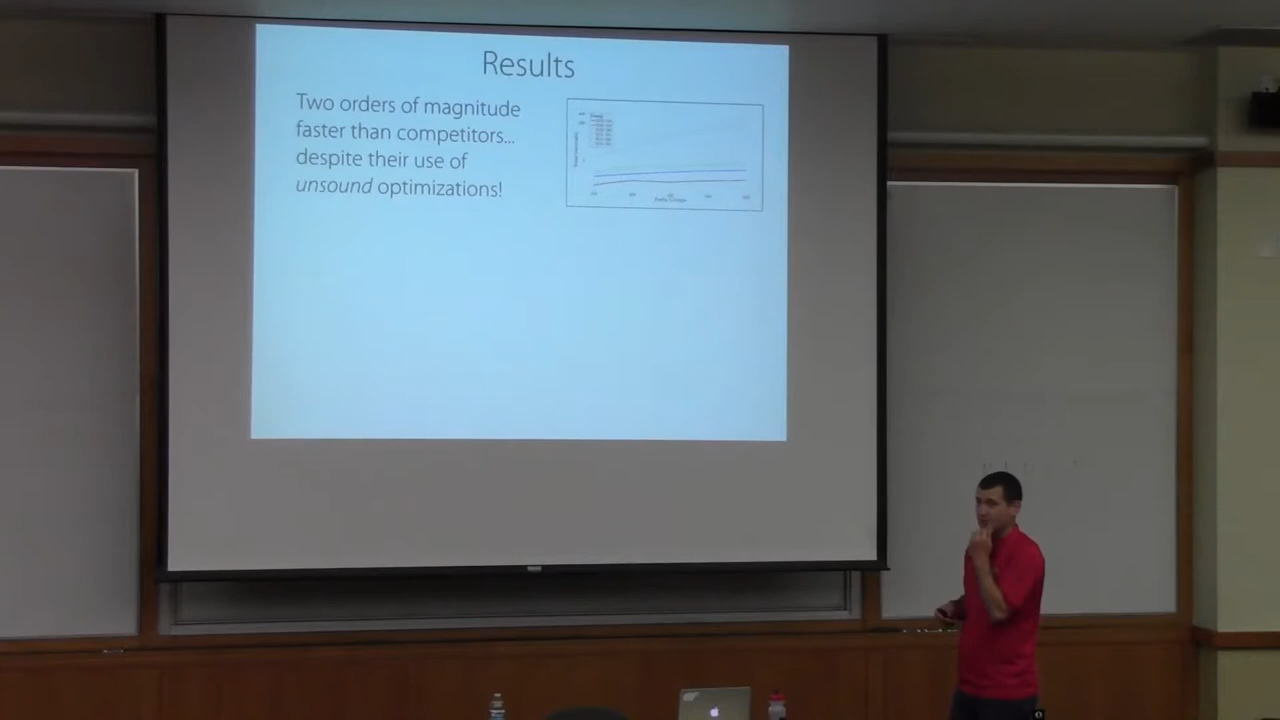 Results
Two orders of magnitude
faster than competitors...
despite their use of
unsound optimizations!